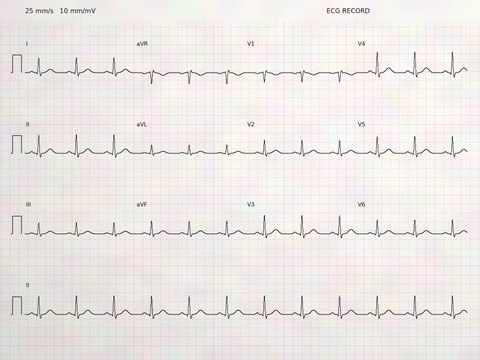 25 mm/s   10 mm/mV   ECG RECORD
I   aVR   V1   V4
II   aVL   V2   V5
III   aVF   V3   V6
II